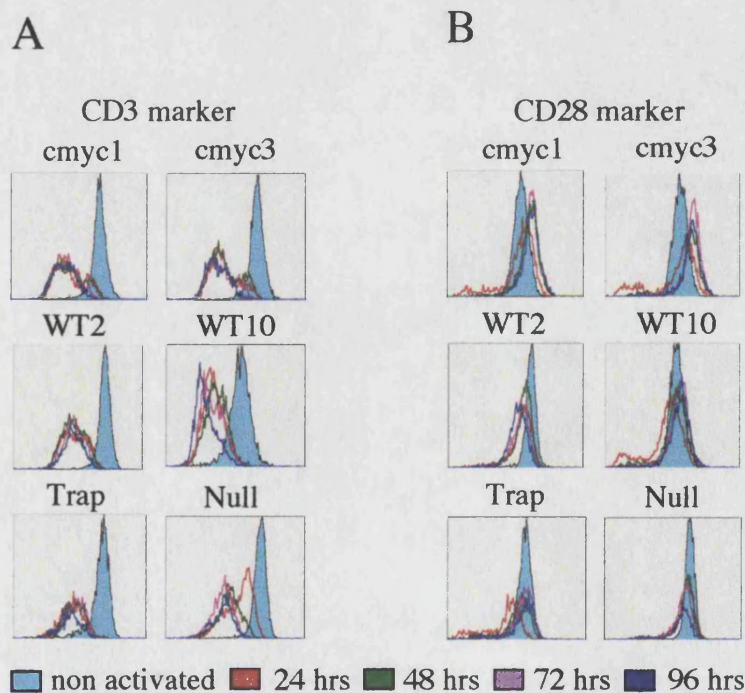 A
B
CD3 marker
cmyc1 cmyc3
WT2 WT10
Trap Null
CD28 marker
cmyc1 cmyc3
WT2 WT10
Trap Null
non activated 24 hrs 48 hrs 72 hrs 96 hrs